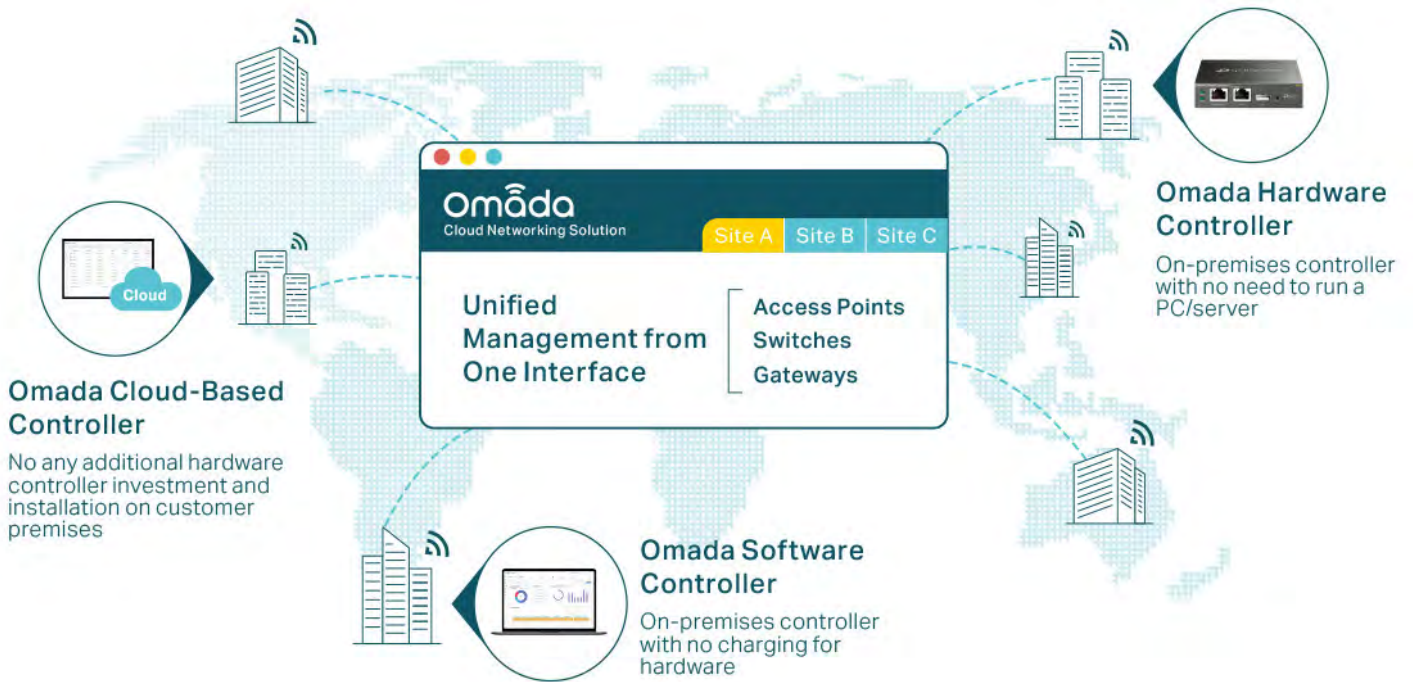 Omada
Cloud Networking Solution
Site A
Site B
Site C
Unified
Management from
One Interface
Access Points
Switches
Gateways
Omada Hardware
Controller
On-premises controller
with no need to run a
PC/server
Cloud
Omada Cloud-Based
Controller
No any additional hardware
controller investment and
installation on customer
premises
Omada Software
Controller
On-premises controller
with no charging for
hardware